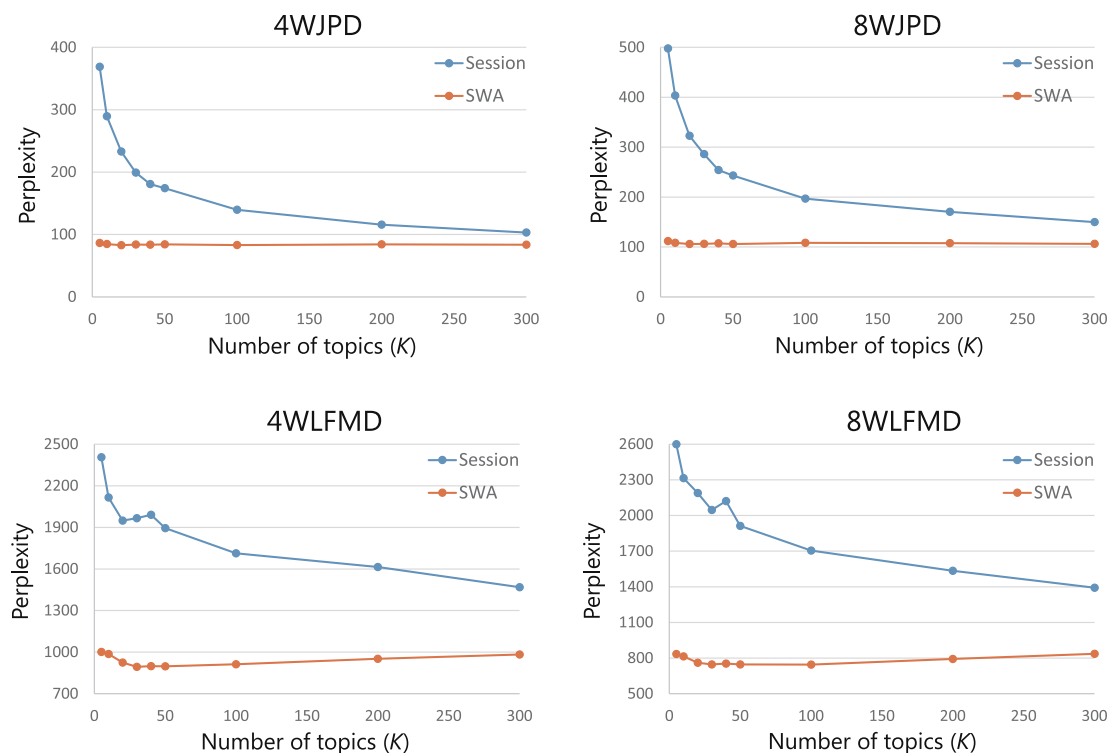 4WJPD
400
300
200
100
0
Perplexity
Session
SWA
0 50 100 150 200 250 300
Number of topics (K)
8WJPD
500
400
300
200
100
0
Perplexity
Session
SWA
0 50 100 150 200 250 300
Number of topics (K)
4WLFMD
2500
2200
1900
1600
1300
1000
700
Perplexity
Session
SWA
0 50 100 150 200 250 300
Number of topics (K)
8WLFMD
2600
2300
2000
1700
1400
1100
800
500
Perplexity
Session
SWA
0 50 100 150 200 250 300
Number of topics (K)